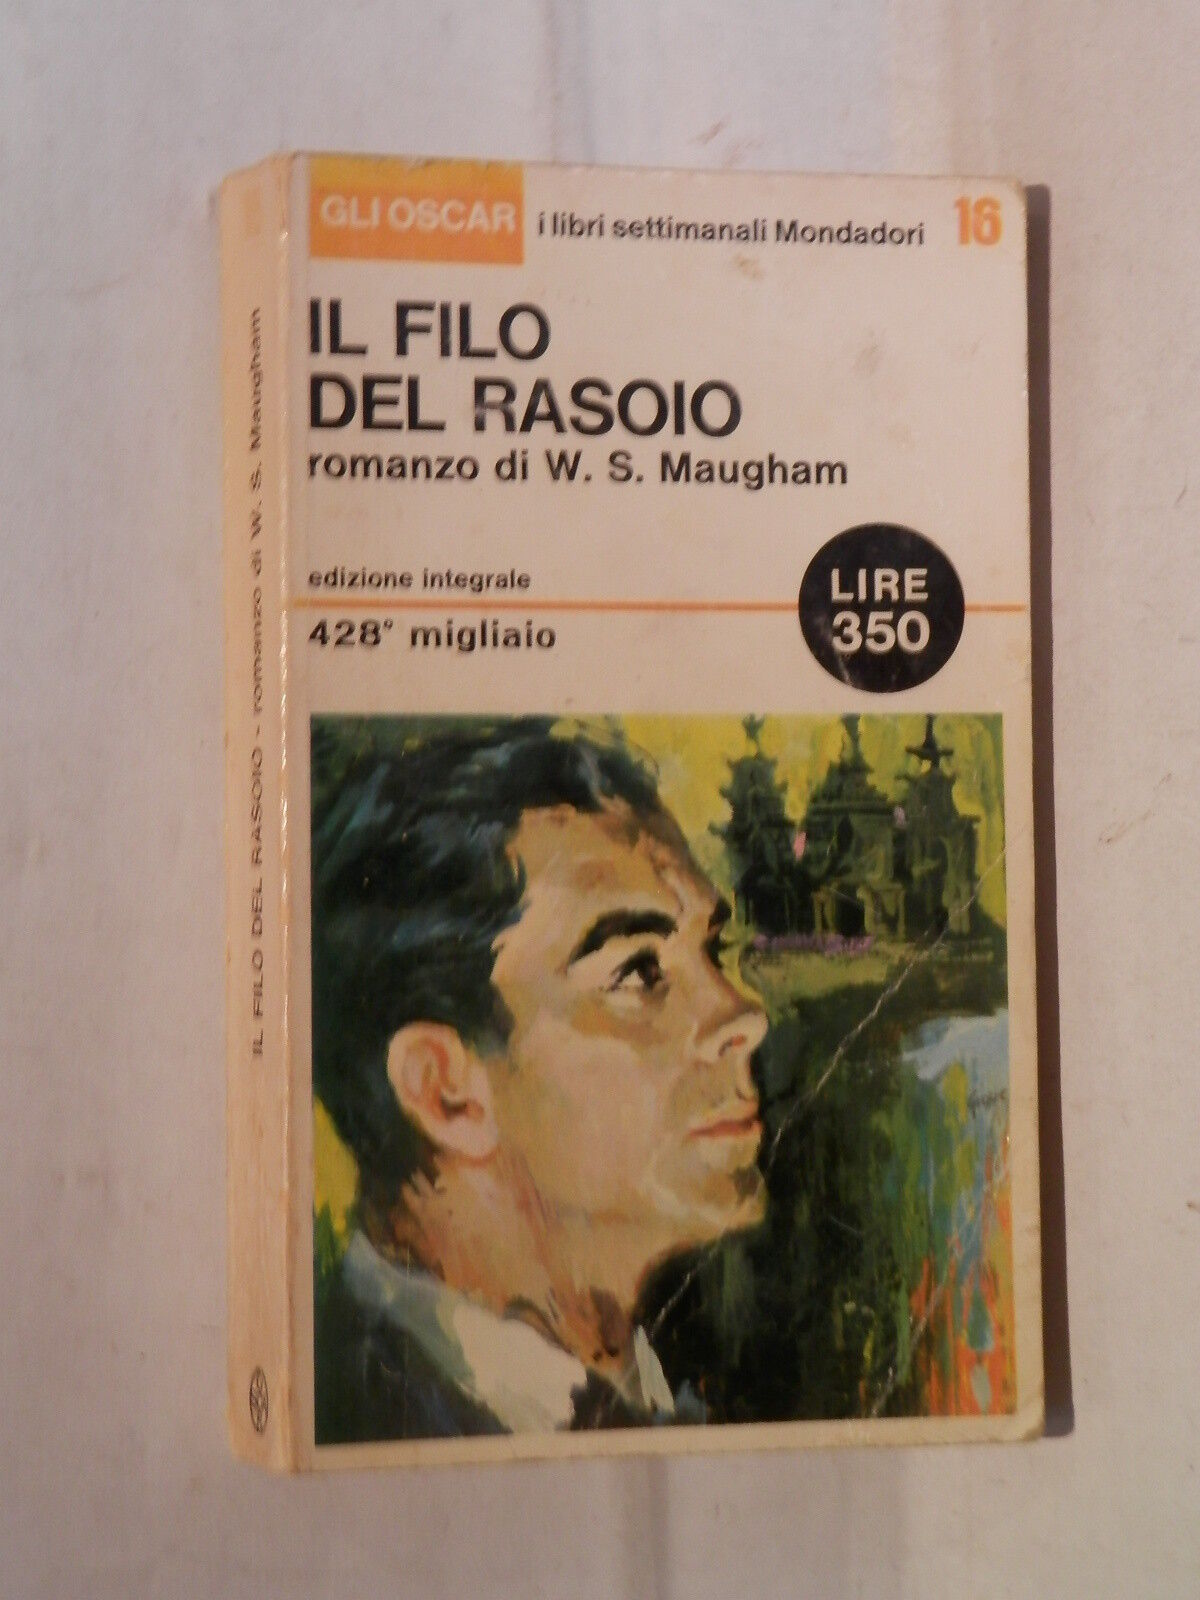 GLI OSCAR
i libri settimanali Mondadori
16
IL FILO
DEL RASOIO
romanzo di W. S. Maugham
edizione integrale
LIRE
350
428° migliaio
IL FILO DEL RASOIO - romanzo di W. S. Maugham